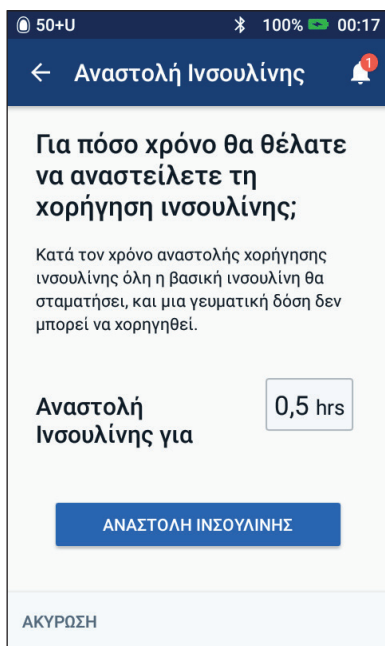 50+U 100% 00:17
Αναστολή Ινσουλίνης 1
Για πόσο χρόνο θα θέλατε
να αναστείλετε τη
χορήγηση ινσουλίνης;
Κατά τον χρόνο αναστολής χορήγησης
ινσουλίνης όλη η βασική ινσουλίνη θα
σταματήσει, και μια γευματική δόση δεν
μπορεί να χορηγηθεί.
Αναστολή
Ινσουλίνης για
0,5 hrs
ΑΝΑΣΤΟΛΗ ΙΝΣΟΥΛΙΝΗΣ
ΑΚΥΡΩΣΗ